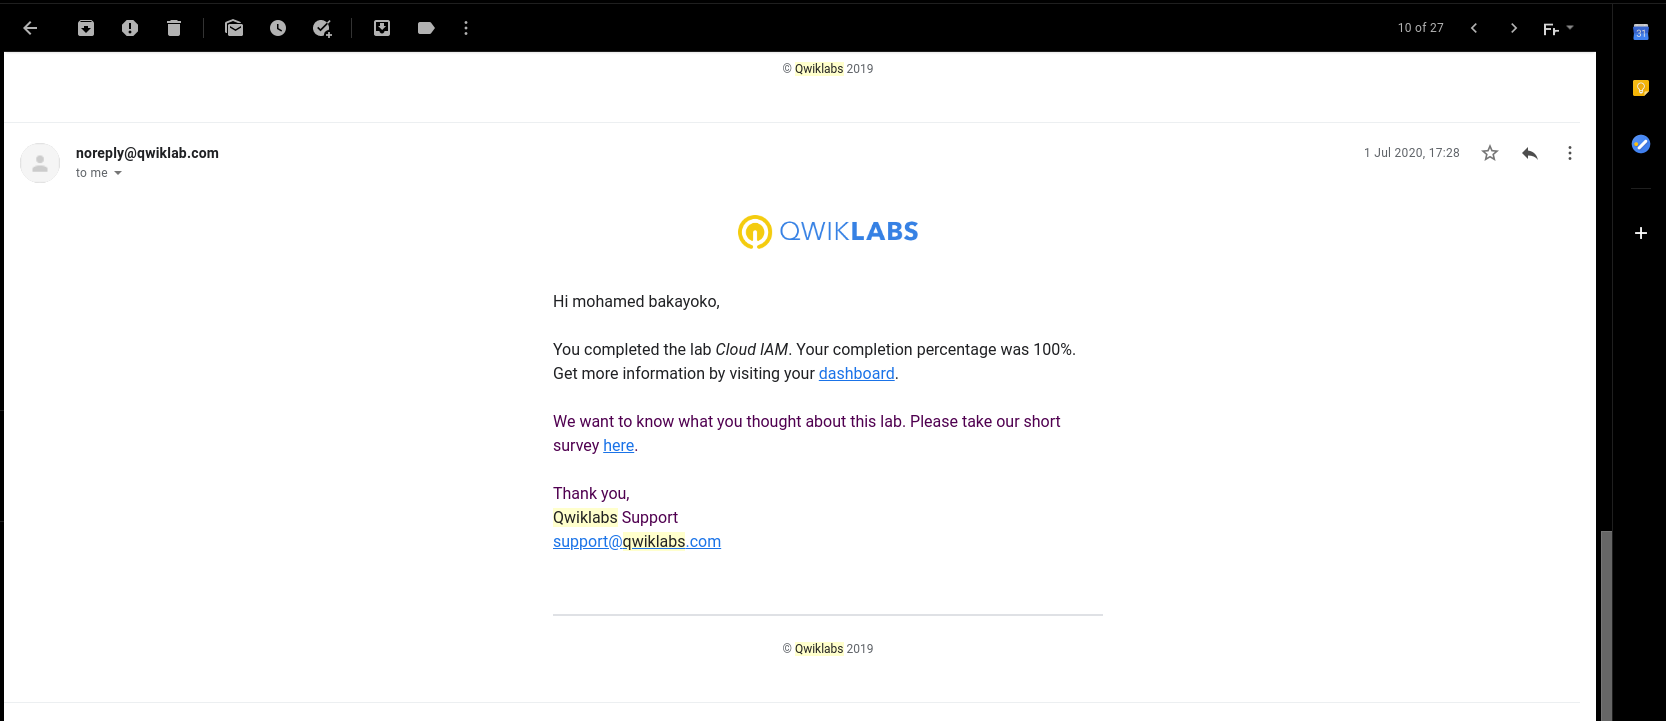 10 of 27
31
© Qwiklabs 2019
noreply@qwiklab.com
1 Jul 2020, 17:28
to me
QWIKLABS
Hi mohamed bakayoko,
You completed the lab Cloud IAM. Your completion percentage was 100%.
Get more information by visiting your dashboard.
We want to know what you thought about this lab. Please take our short
survey here.
Thank you,
Qwiklabs Support
support@qwiklabs.com
© Qwiklabs 2019